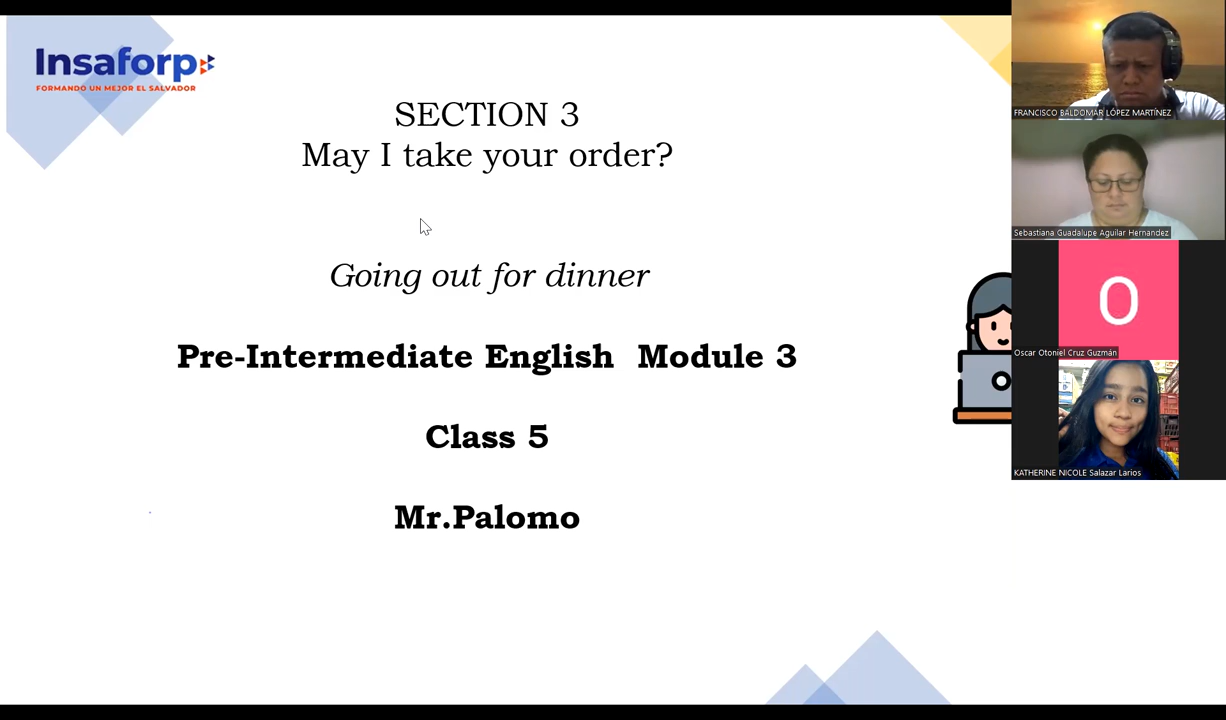 Insaforp
FORMANDO UN MEJOR EL SALVADOR
SECTION 3
May I take your order?
Going out for dinner
Pre-Intermediate English Module 3
Class 5
Mr.Palomo
FRANCISCO BALDOMAR LÓPEZ MARTÍNEZ
Sebastiana Guadalupe Aguilar Hernandez
O
Oscar Otoniel Cruz Guzmán
KATHERINE NICOLE Salazar Larios